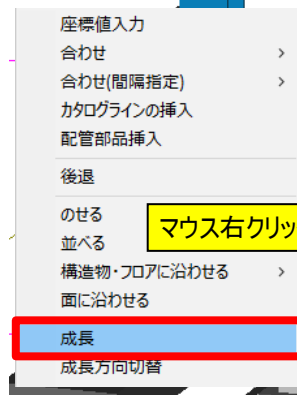 座標値入力
合わせ
合わせ(間隔指定)
カタログラインの挿入
配管部品挿入
後退
のせる
並べる
マウス右クリッ
構造物・フロアに沿わせる
面に沿わせる
成長
成長方向切替